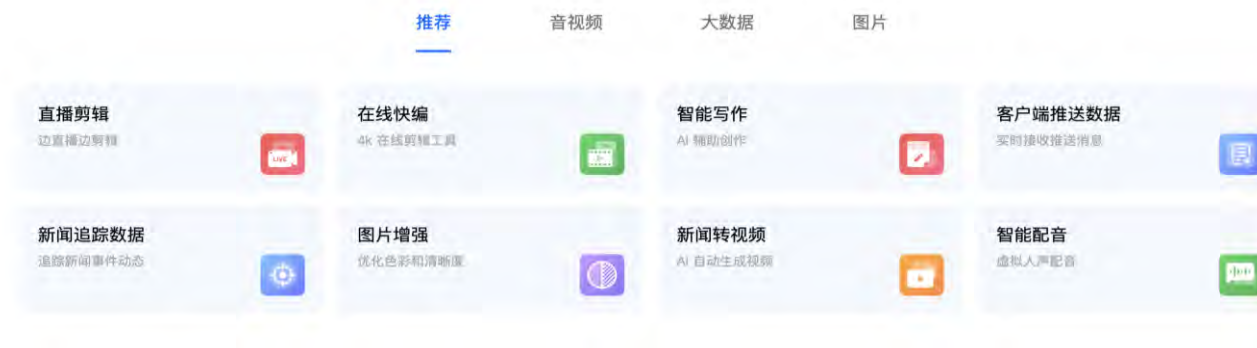 推荐 音视频 大数据 图片
直播剪辑 在线快编 智能写作 客户端推送数据
边直播边剪辑 4k 在线剪辑工具 AI 辅助创作 实时接收推送消息
LIVE
新闻追踪数据 图片增强 新闻转视频 智能配音
追踪新闻事件动态 优化色彩和清晰度 AI 自动生成视频 虚拟人声配音